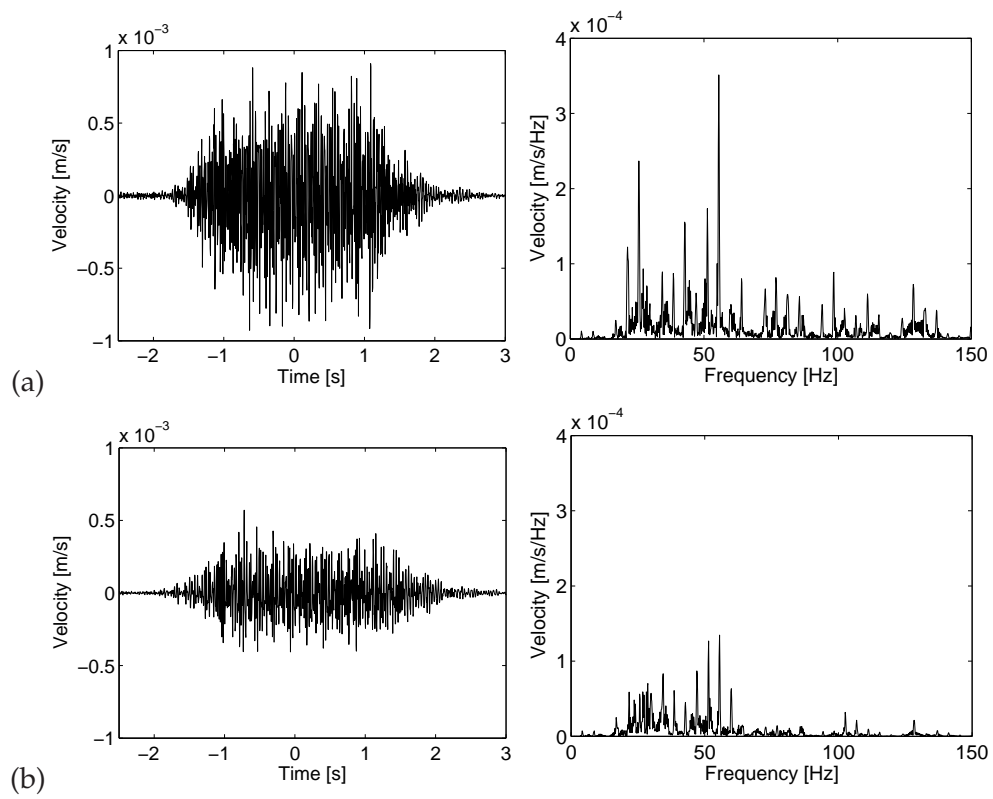 x 10⁻³
1
0.5
0
−0.5
−1
Velocity [m/s]
−2 −1 0 1 2 3
Time [s]
x 10⁻⁴
4
3
2
1
0
Velocity [m/s/Hz]
0 50 100 150
Frequency [Hz]
(a)
x 10⁻³
1
0.5
0
−0.5
−1
Velocity [m/s]
−2 −1 0 1 2 3
Time [s]
x 10⁻⁴
4
3
2
1
0
Velocity [m/s/Hz]
0 50 100 150
Frequency [Hz]
(b)